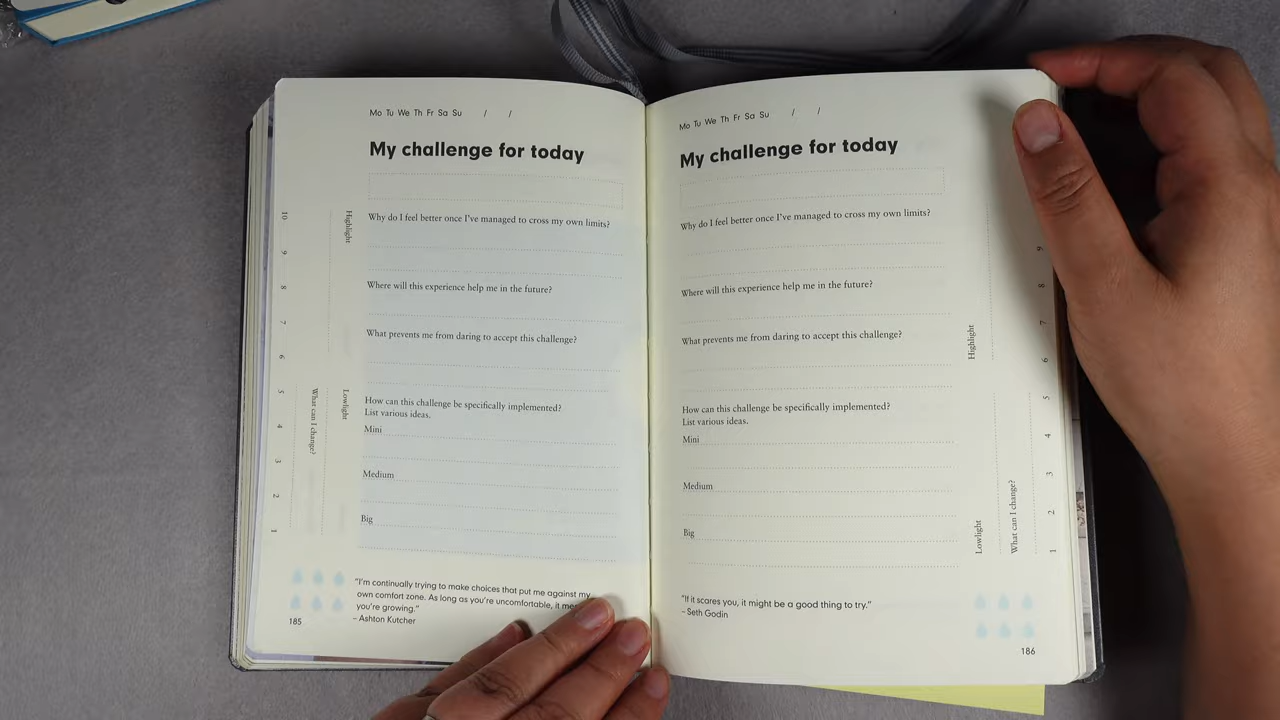 Mo Tu We Th Fr Sa Su / /
My challenge for today
Why do I feel better once I've managed to cross my own limits?
Where will this experience help me in the future?
What prevents me from daring to accept this challenge?
How can this challenge be specifically implemented?
List various ideas.
Mini
Medium
Big
Highlight
Lowlight
What can I change?
10
9
8
7
6
5
4
3
2
1
"I'm continually trying to make choices that put me against my
own comfort zone. As long as you're uncomfortable, it
you're growing."
– Ashton Kutcher
185
Mo Tu We Th Fr Sa Su / /
My challenge for today
Why do I feel better once I've managed to cross my own limits?
Where will this experience help me in the future?
What prevents me from daring to accept this challenge?
How can this challenge be specifically implemented?
List various ideas.
Mini
Medium
Big
Highlight
Lowlight
What can I change?
9
8
7
6
5
4
3
2
1
"If it scares you, it might be a good thing to try."
– Seth Godin
186